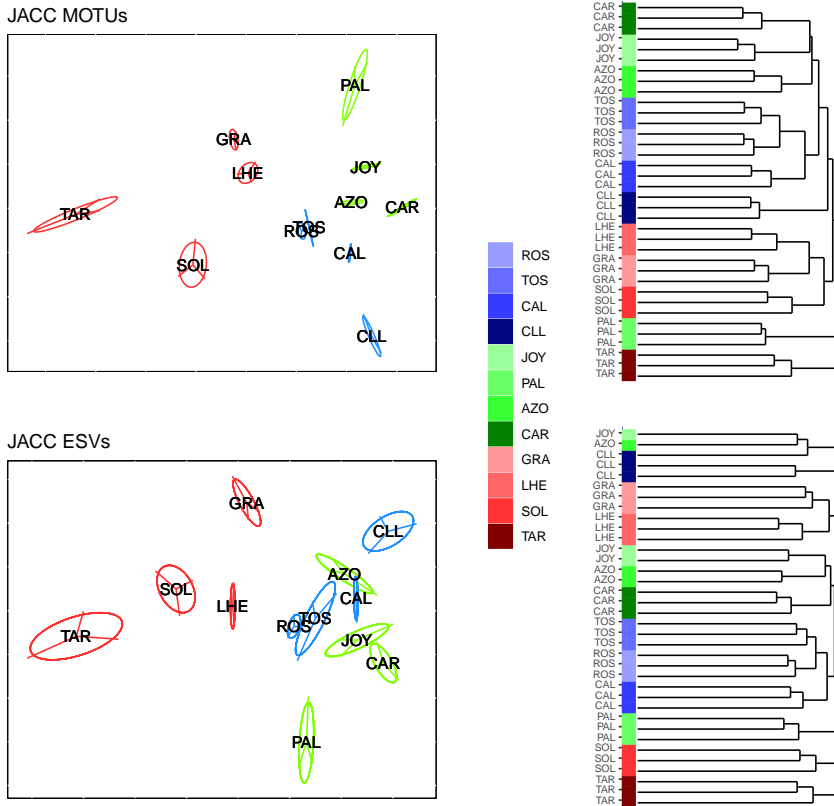 JACC MOTUs
PAL
GRA
LHE
JOY
TAR
AZO
CAR
TOS
ROS
CAL
SOL
CLL
CAR
CAR
CAR
JOY
JOY
JOY
AZO
AZO
AZO
TOS
TOS
TOS
ROS
ROS
ROS
CAL
CAL
CAL
CLL
CLL
CLL
LHE
LHE
LHE
GRA
GRA
GRA
SOL
SOL
SOL
PAL
PAL
PAL
TAR
TAR
TAR
ROS
TOS
CAL
CLL
JOY
PAL
AZO
CAR
GRA
LHE
SOL
TAR
JACC ESVs
GRA
CLL
AZO
SOL
CAL
LHE
TOS
ROS
TAR
JOY
CAR
PAL
JOY
AZO
CLL
CLL
CLL
GRA
GRA
GRA
LHE
LHE
LHE
JOY
JOY
AZO
AZO
CAR
CAR
CAR
TOS
TOS
TOS
ROS
ROS
ROS
CAL
CAL
CAL
PAL
PAL
PAL
SOL
SOL
SOL
TAR
TAR
TAR